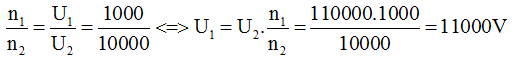 n₁/n₂ = U₁/U₂ = 1000/10000 <=> U₁ = U₂.n₁/n₂ = 110000.1000/10000 = 11000V